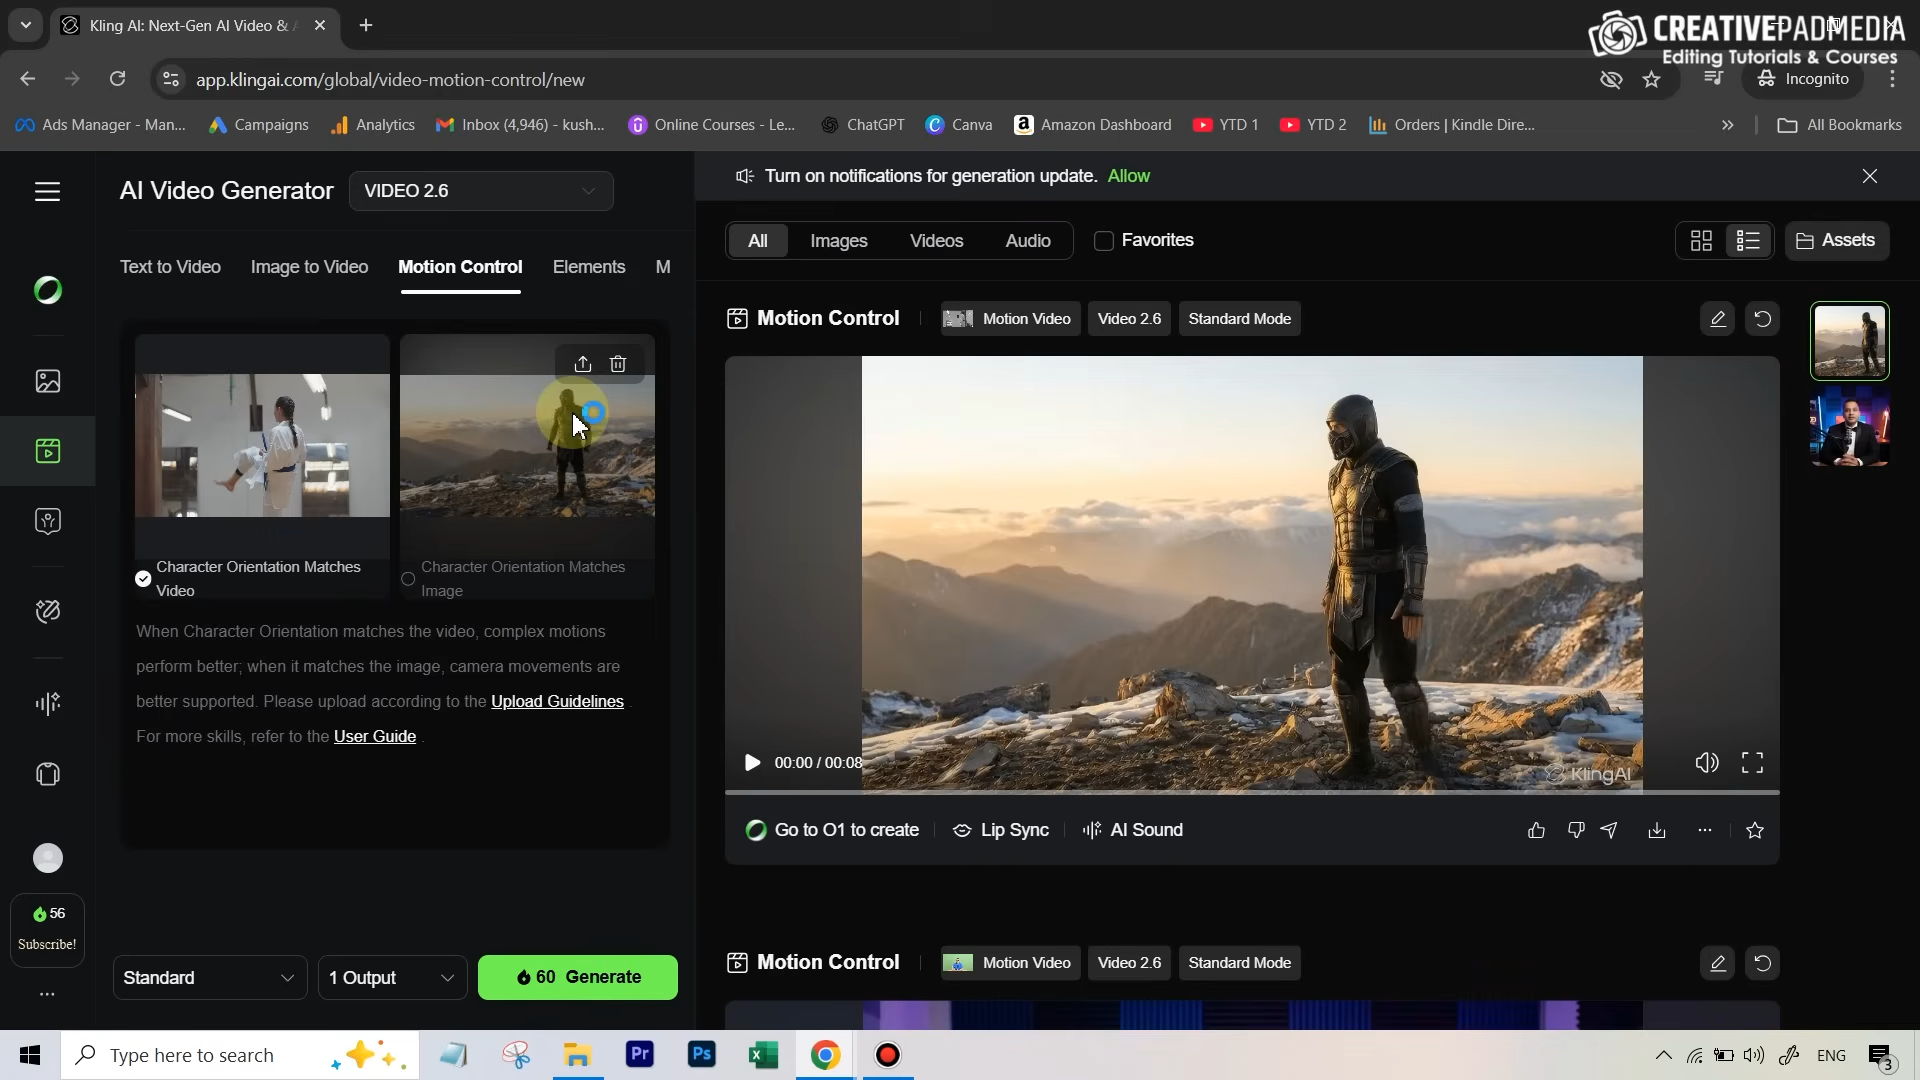 Kling AI: Next-Gen AI Video &
CREATIVEPADMEDIA
Editing Tutorials & Courses
app.klingai.com/global/video-motion-control/new
Incognito
Ads Manager - Man...
Campaigns
Analytics
Inbox (4,946) - kush...
Online Courses - Le...
ChatGPT
Canva
Amazon Dashboard
YTD 1
YTD 2
Orders | Kindle Dire...
All Bookmarks
AI Video Generator
VIDEO 2.6
Turn on notifications for generation update. Allow
All
Images
Videos
Audio
Favorites
Assets
Text to Video
Image to Video
Motion Control
Elements
M
Motion Control
Motion Video
Video 2.6
Standard Mode
Character Orientation Matches
Video
Character Orientation Matches
Image
When Character Orientation matches the video, complex motions
perform better; when it matches the image, camera movements are
better supported. Please upload according to the Upload Guidelines .
For more skills, refer to the User Guide .
00:00 / 00:08
KlingAI
Go to O1 to create
Lip Sync
AI Sound
56
Subscribe!
Standard
1 Output
60 Generate
Motion Control
Motion Video
Video 2.6
Standard Mode
Type here to search
Pr
Ps
ENG
3